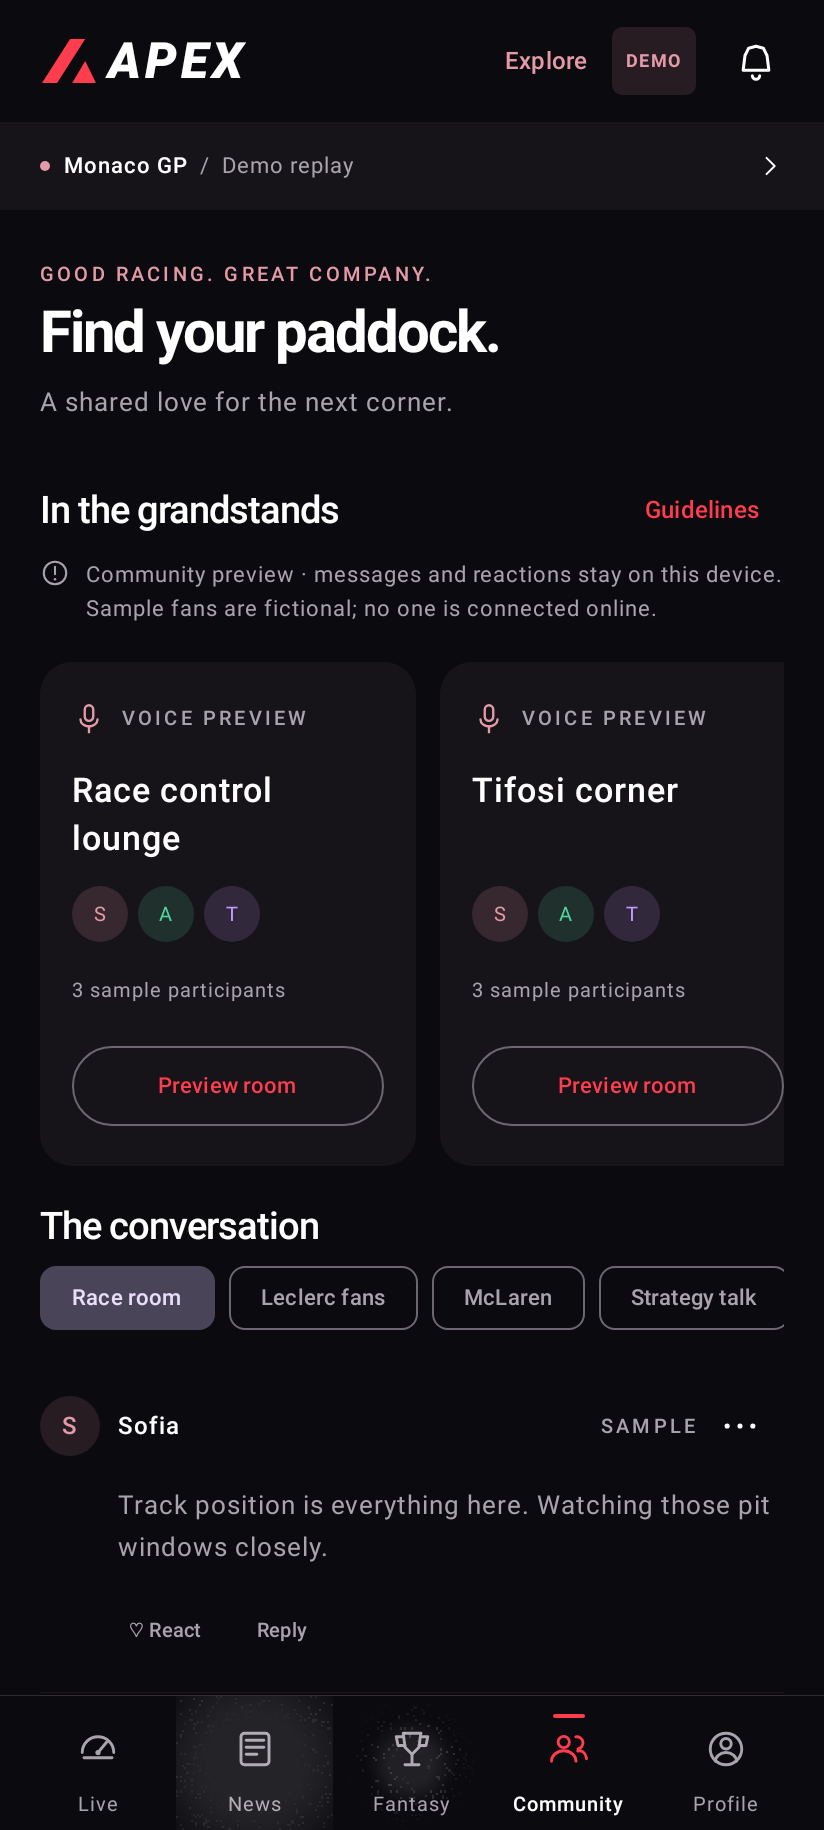 APEX
Explore
DEMO
Monaco GP / Demo replay
GOOD RACING. GREAT COMPANY.
Find your paddock.
A shared love for the next corner.
In the grandstands
Guidelines
Community preview · messages and reactions stay on this device.
Sample fans are fictional; no one is connected online.
VOICE PREVIEW
Race control
lounge
S A T
3 sample participants
Preview room
VOICE PREVIEW
Tifosi corner
S A T
3 sample participants
Preview room
The conversation
Race room
Leclerc fans
McLaren
Strategy talk
S
Sofia
SAMPLE
Track position is everything here. Watching those pit
windows closely.
♡ React
Reply
Live
News
Fantasy
Community
Profile